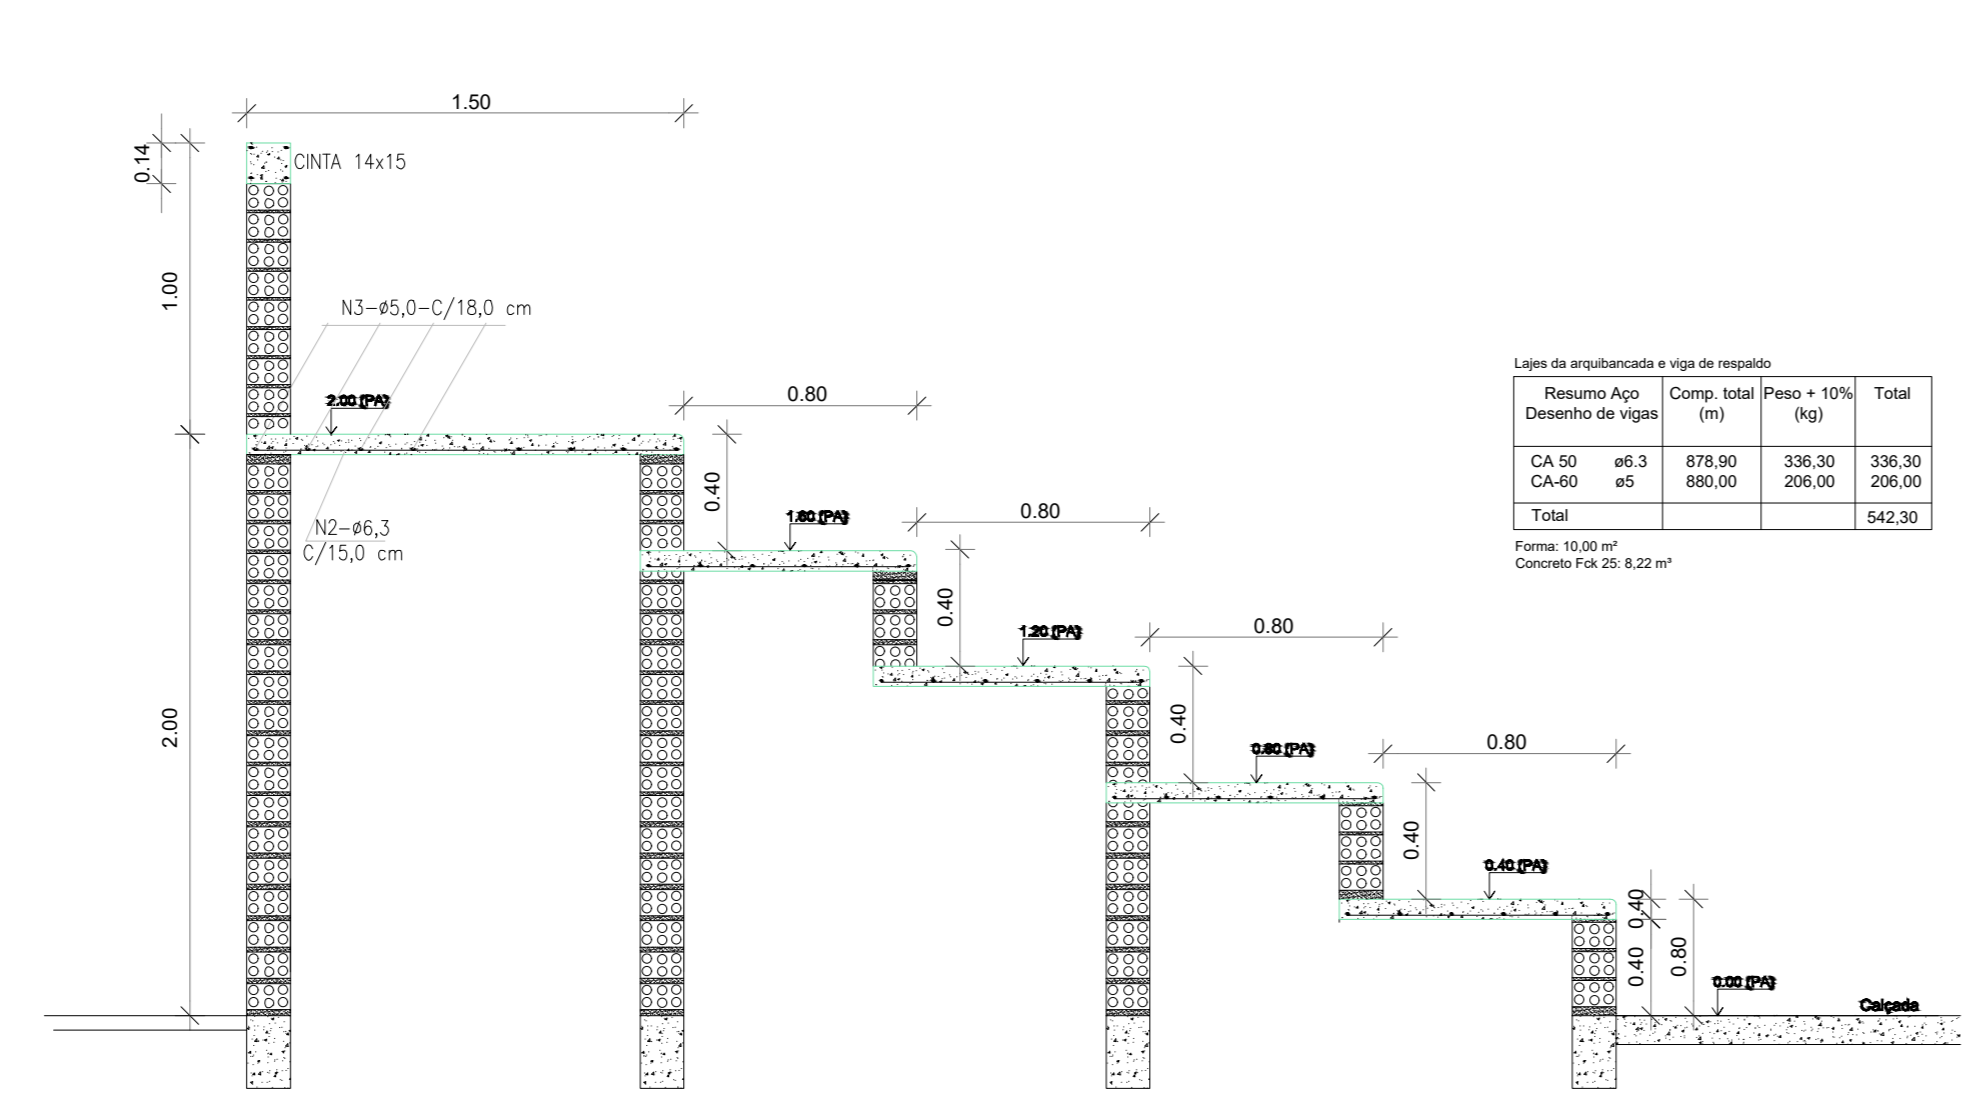 1.50
0.14
CINTA 14x15
1.00
N3-ø5,0-C/18,0 cm
2.00 (PA)
0.80
0.40
1.60 (PA)
0.80
N2-ø6,3
C/15,0 cm
0.40
1.20 (PA)
0.80
2.00
0.40
0.80 (PA)
0.80
0.40
0.40 (PA)
0.40
0.40
0.80
0.00 (PA)
Calçada
Lajes da arquibancada e viga de respaldo
Resumo Aço Comp. total Peso + 10% Total
Desenho de vigas (m) (kg)
CA 50 ø6.3 878,90 336,30 336,30
CA-60 ø5 880,00 206,00 206,00
Total 542,30
Forma: 10,00 m²
Concreto Fck 25: 8,22 m³